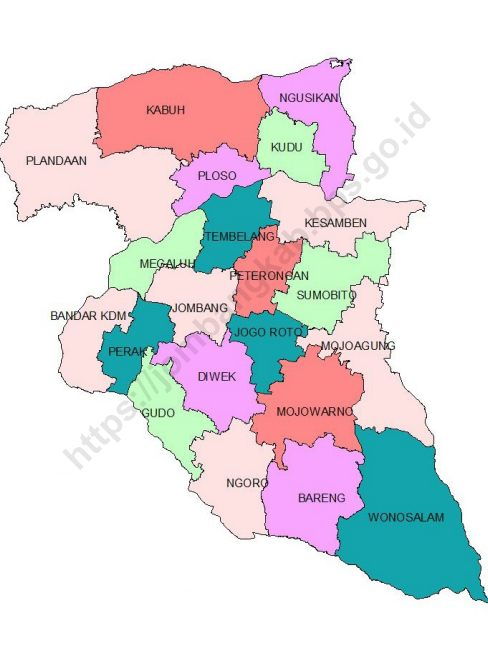 NGUSIKAN
KABUH
KUDU
PLANDAAN
PLOSO
KESAMBEN
TEMBELANG
MEGALUH
PETERONGAN
SUMOBITO
JOMBANG
BANDAR KDM
JOGO ROTO
MOJOAGUNG
PERAK
DIWEK
GUDO
MOJOWARNO
NGORO
BARENG
WONOSALAM
https://jombangkab.bps.go.id